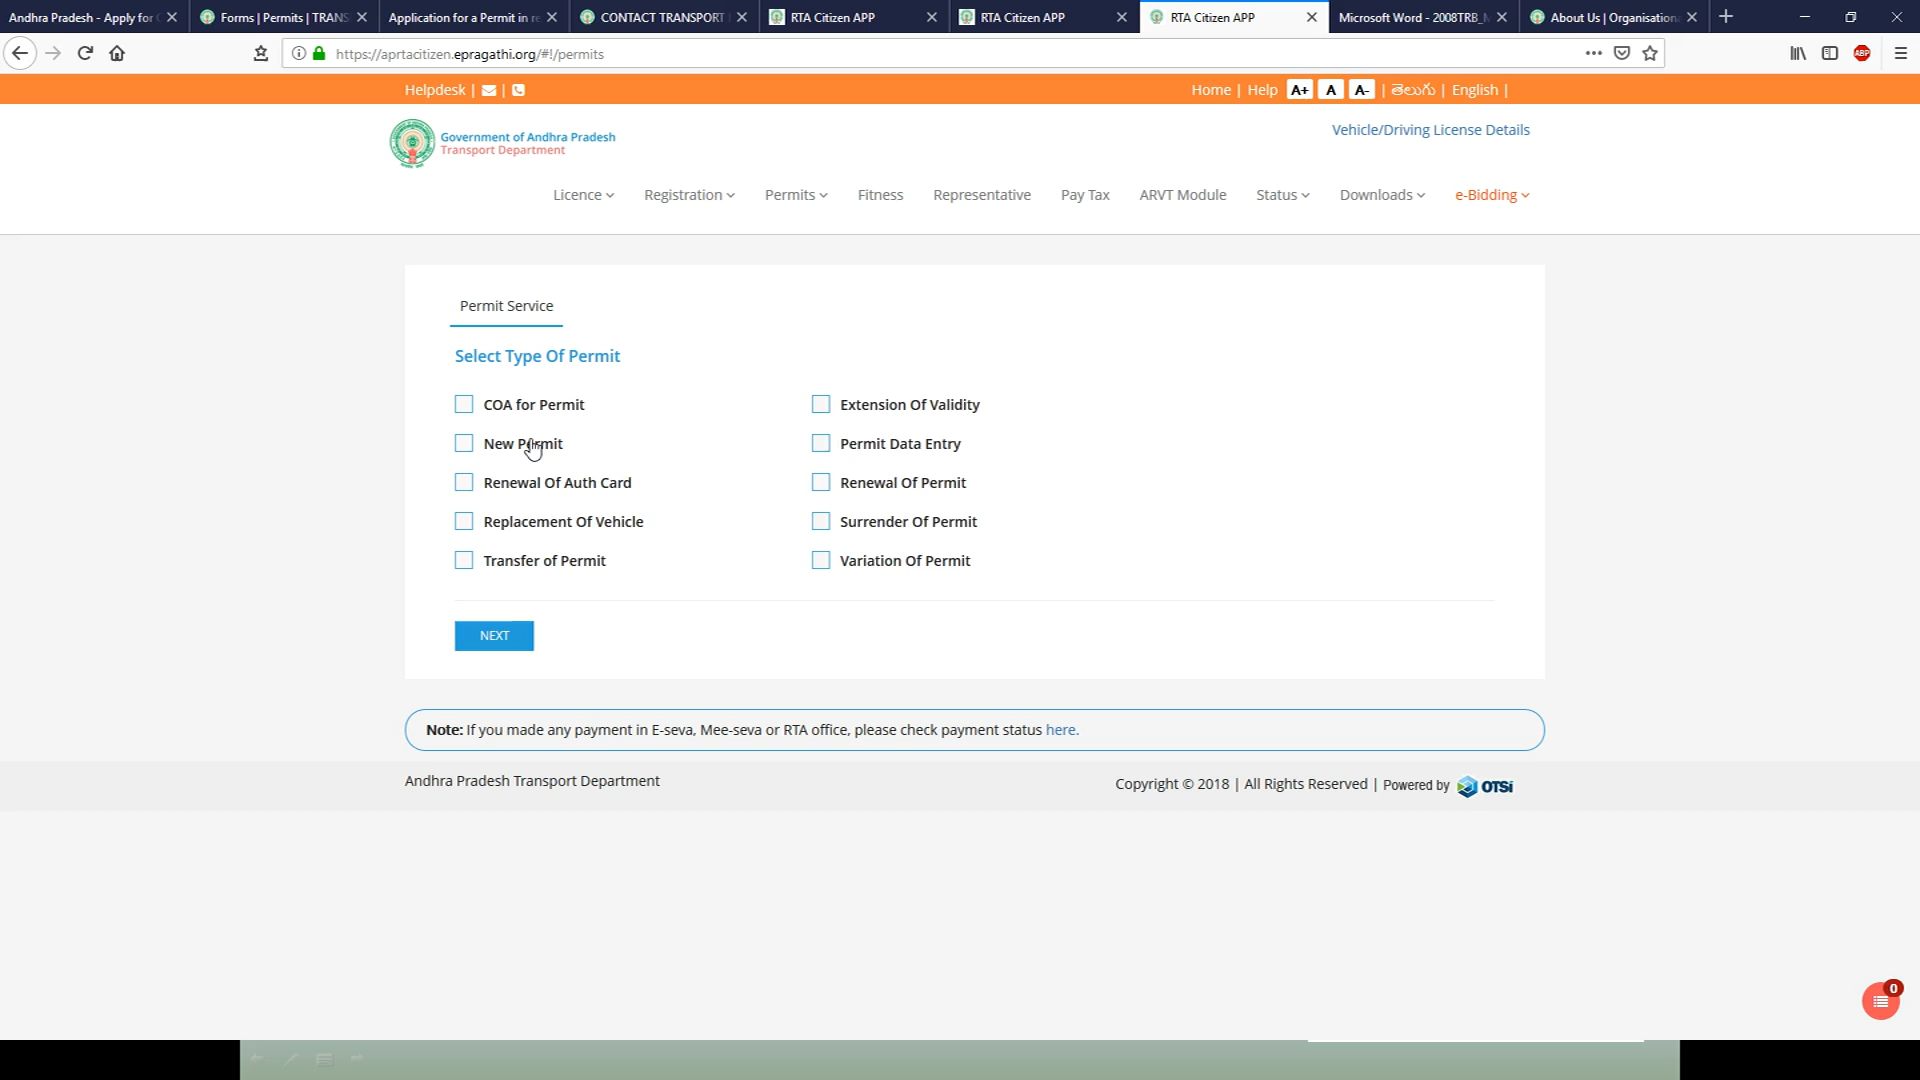 Andhra Pradesh - Apply for
Forms | Permits | TRANS
Application for a Permit in re
CONTACT TRANSPORT
RTA Citizen APP
RTA Citizen APP
RTA Citizen APP
Microsoft Word - 2008TRB_
About Us | Organisation
https://aprtacitizen.epragathi.org/#!/permits
ABP
Helpdesk | |
Home | Help A+ A A- | తెలుగు | English |
Government of Andhra Pradesh
Transport Department
Vehicle/Driving License Details
Licence Registration Permits Fitness Representative Pay Tax ARVT Module Status Downloads e-Bidding
Permit Service
Select Type Of Permit
COA for Permit
Extension Of Validity
New Permit
Permit Data Entry
Renewal Of Auth Card
Renewal Of Permit
Replacement Of Vehicle
Surrender Of Permit
Transfer of Permit
Variation Of Permit
NEXT
Note: If you made any payment in E-seva, Mee-seva or RTA office, please check payment status here.
Andhra Pradesh Transport Department
Copyright © 2018 | All Rights Reserved | Powered by OTSi
0